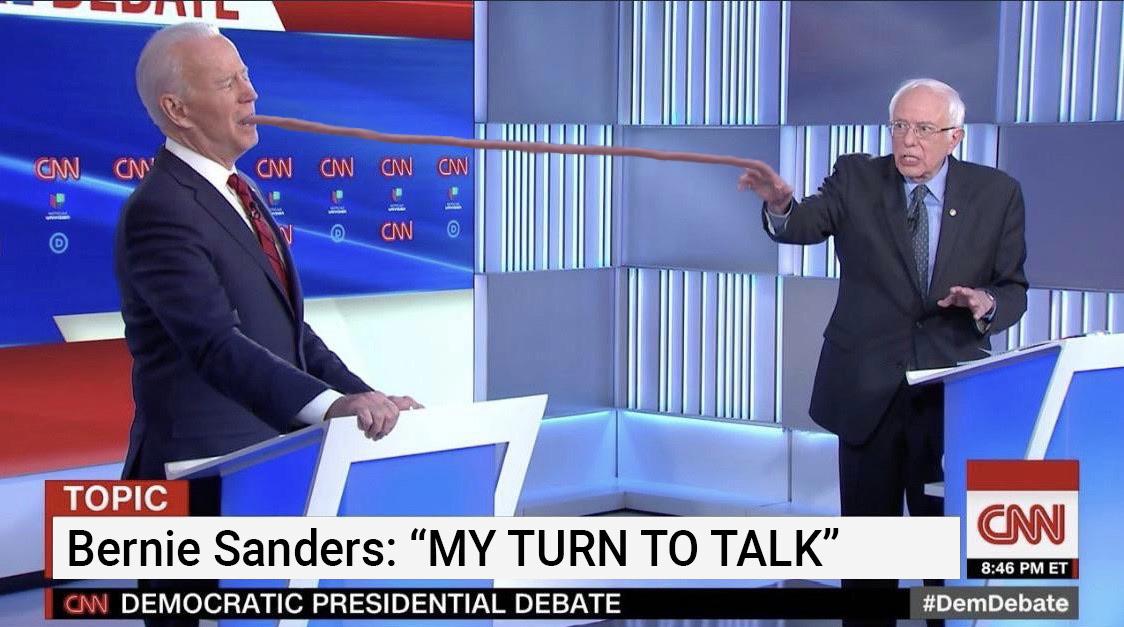 DEBATE
CNN CNN CNN CNN CNN CNN
CNN
TOPIC
Bernie Sanders: “MY TURN TO TALK”
CNN
8:46 PM ET
CNN DEMOCRATIC PRESIDENTIAL DEBATE
#DemDebate